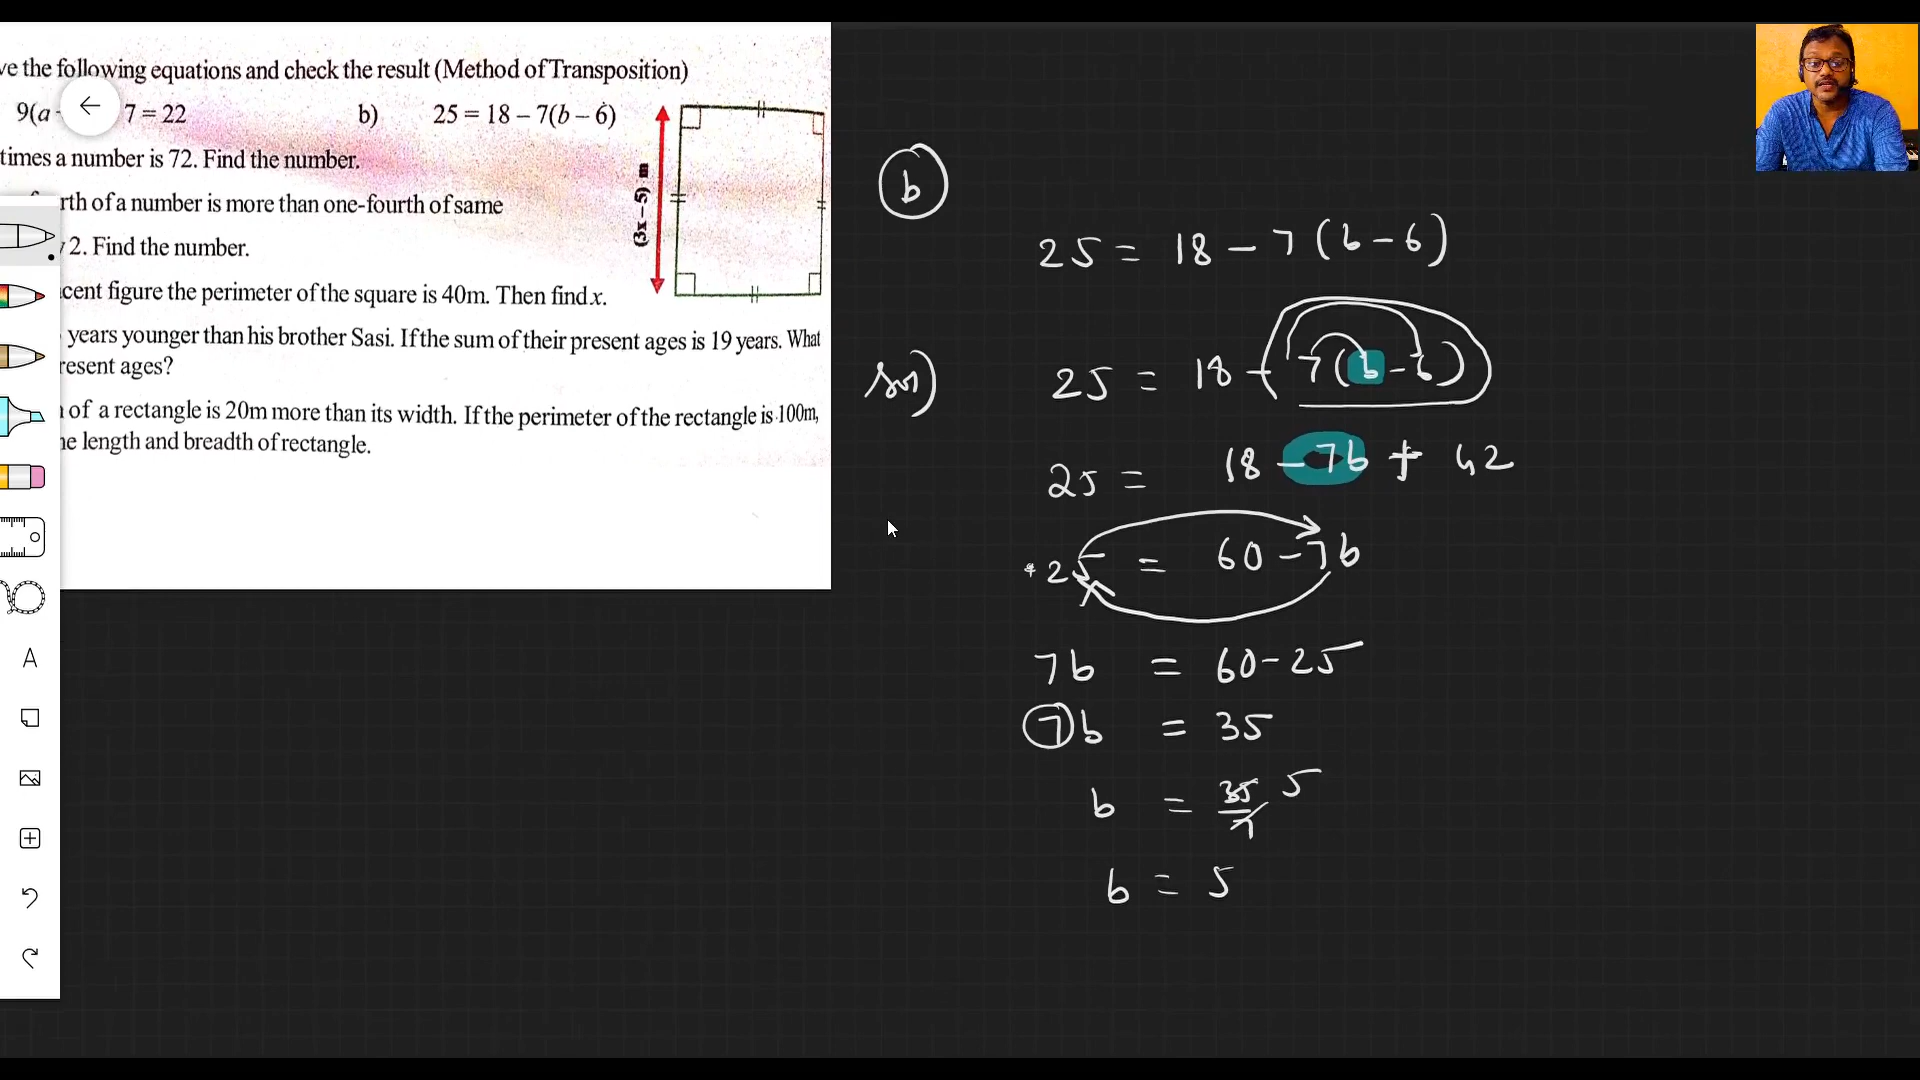 ve the following equations and check the result (Method of Transposition)
9(a - 7 = 22
b) 25 = 18 – 7(b – 6)
times a number is 72. Find the number.
rth of a number is more than one-fourth of same
2. Find the number.
cent figure the perimeter of the square is 40m. Then find x.
(3x – 5) m
years younger than his brother Sasi. If the sum of their present ages is 19 years. What
resent ages?
of a rectangle is 20m more than its width. If the perimeter of the rectangle is 100m,
he length and breadth of rectangle.
A
b
25 = 18 – 7(b – 6)
25 = 18 – 7(b – 6)
25 = 18 – 7b + 42
+25 = 60 – 7b
7b = 60 – 25
7b = 35
b = 35/7 5
b = 5